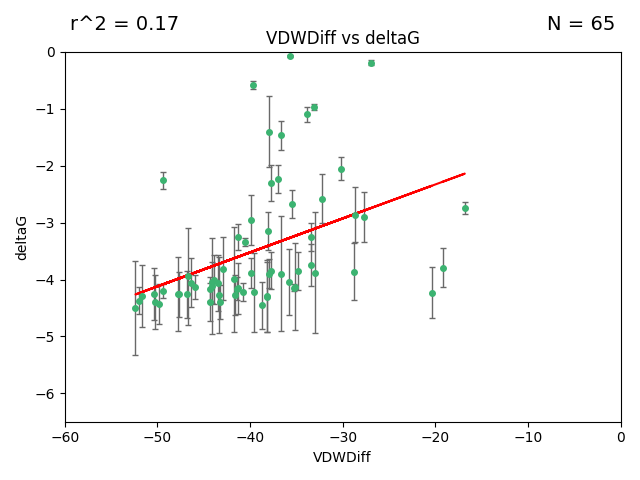 r^2 = 0.17
N = 65
VDWDiff vs deltaG
0
−1
−2
−3
−4
−5
−6
deltaG
−60 −50 −40 −30 −20 −10 0
VDWDiff